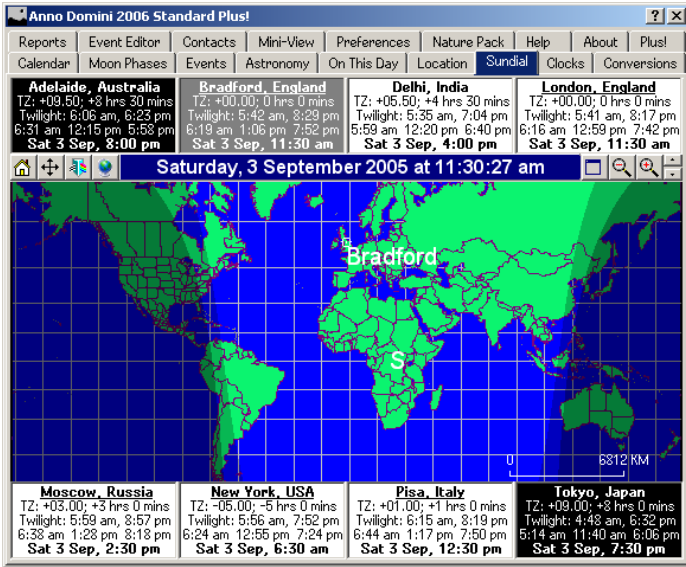 Anno Domini 2006 Standard Plus!
Reports Event Editor Contacts Mini-View Preferences Nature Pack Help About Plus!
Calendar Moon Phases Events Astronomy On This Day Location Sundial Clocks Conversions
Adelaide, Australia
TZ: +09.50; +8 hrs 30 mins
Twilight: 6:06 am, 6:23 pm
6:31 am 12:15 pm 5:58 pm
Sat 3 Sep, 8:00 pm
Bradford, England
TZ: +00.00; 0 hrs 0 mins
Twilight: 5:42 am, 8:29 pm
6:19 am 1:06 pm 7:52 pm
Sat 3 Sep, 11:30 am
Delhi, India
TZ: +05.50; +4 hrs 30 mins
Twilight: 5:35 am, 7:04 pm
5:59 am 12:20 pm 6:40 pm
Sat 3 Sep, 4:00 pm
London, England
TZ: +00.00; 0 hrs 0 mins
Twilight: 5:41 am, 8:17 pm
6:16 am 12:59 pm 7:42 pm
Sat 3 Sep, 11:30 am
Saturday, 3 September 2005 at 11:30:27 am
Bradford
S
0 6812 KM
Moscow, Russia
TZ: +03.00; +3 hrs 0 mins
Twilight: 5:59 am, 8:57 pm
6:38 am 1:28 pm 8:18 pm
Sat 3 Sep, 2:30 pm
New York, USA
TZ: -05.00; -5 hrs 0 mins
Twilight: 5:56 am, 7:52 pm
6:24 am 12:55 pm 7:24 pm
Sat 3 Sep, 6:30 am
Pisa, Italy
TZ: +01.00; +1 hrs 0 mins
Twilight: 6:15 am, 8:19 pm
6:44 am 1:17 pm 7:50 pm
Sat 3 Sep, 12:30 pm
Tokyo, Japan
TZ: +09.00; +8 hrs 0 mins
Twilight: 4:48 am, 6:32 pm
5:14 am 11:40 am 6:06 pm
Sat 3 Sep, 7:30 pm